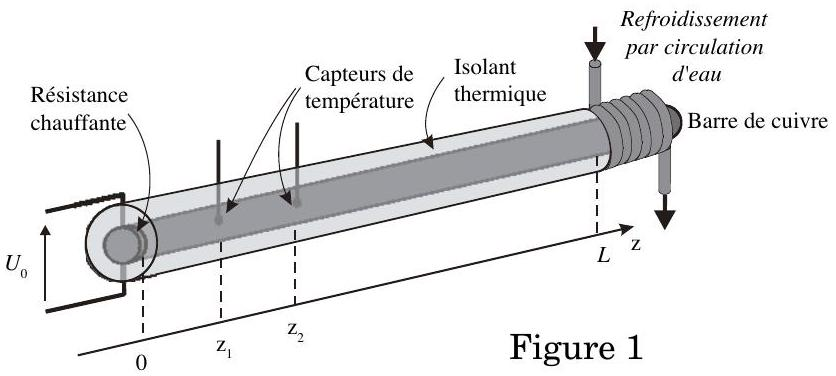 Refroidissement
par circulation
d'eau
Résistance
chauffante
Capteurs de
température
Isolant
thermique
Barre de cuivre
U₀
0
z₁
z₂
L
z
Figure 1